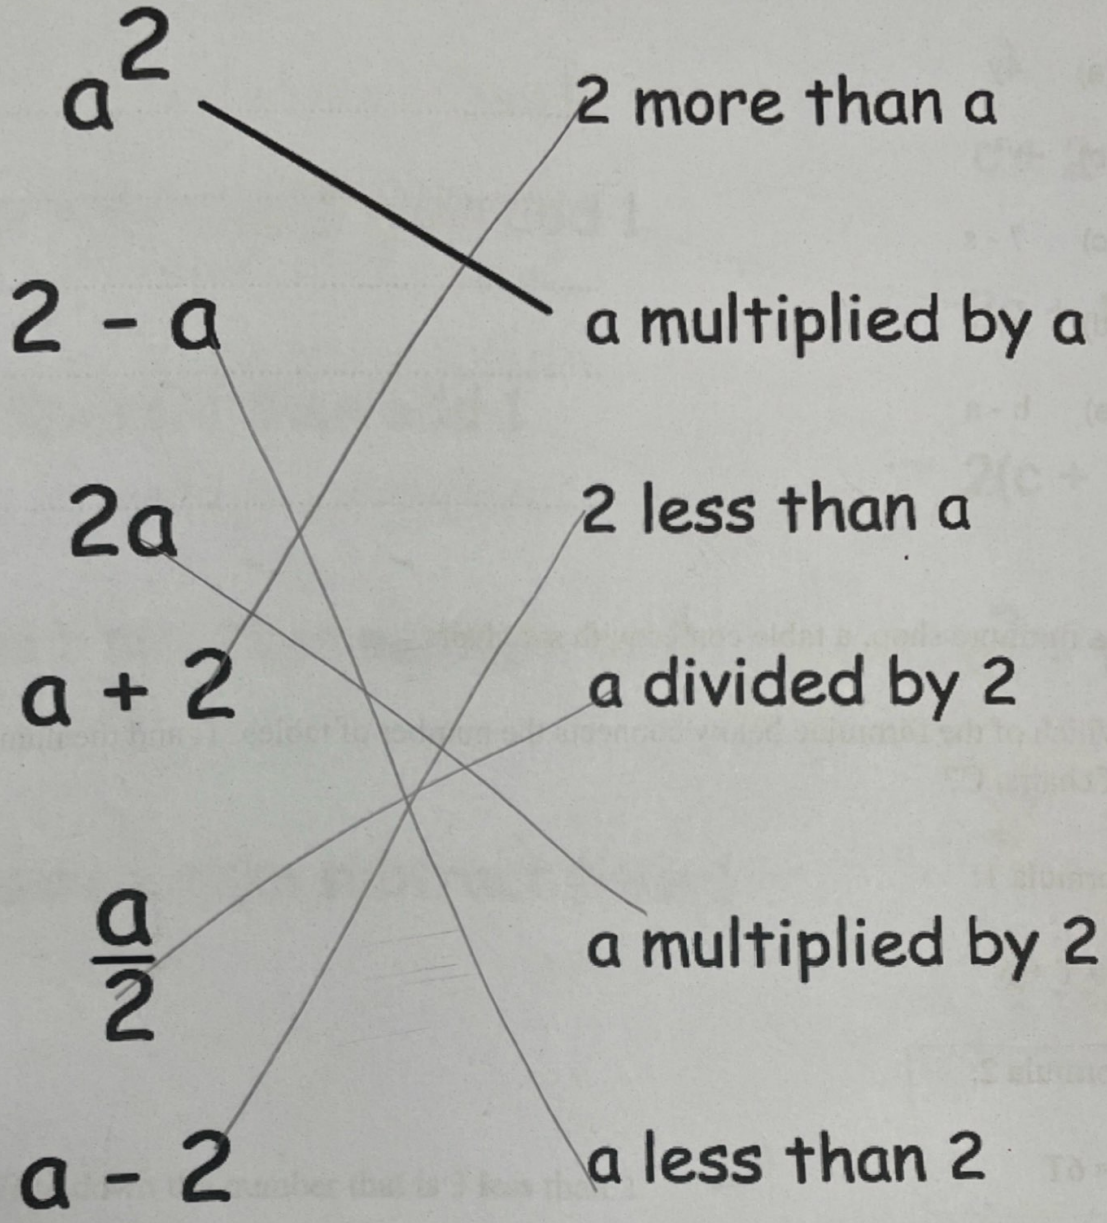 a²
2 more than a
2 - a
a multiplied by a
2a
2 less than a
a + 2
a divided by 2
a/2
a multiplied by 2
a - 2
a less than 2